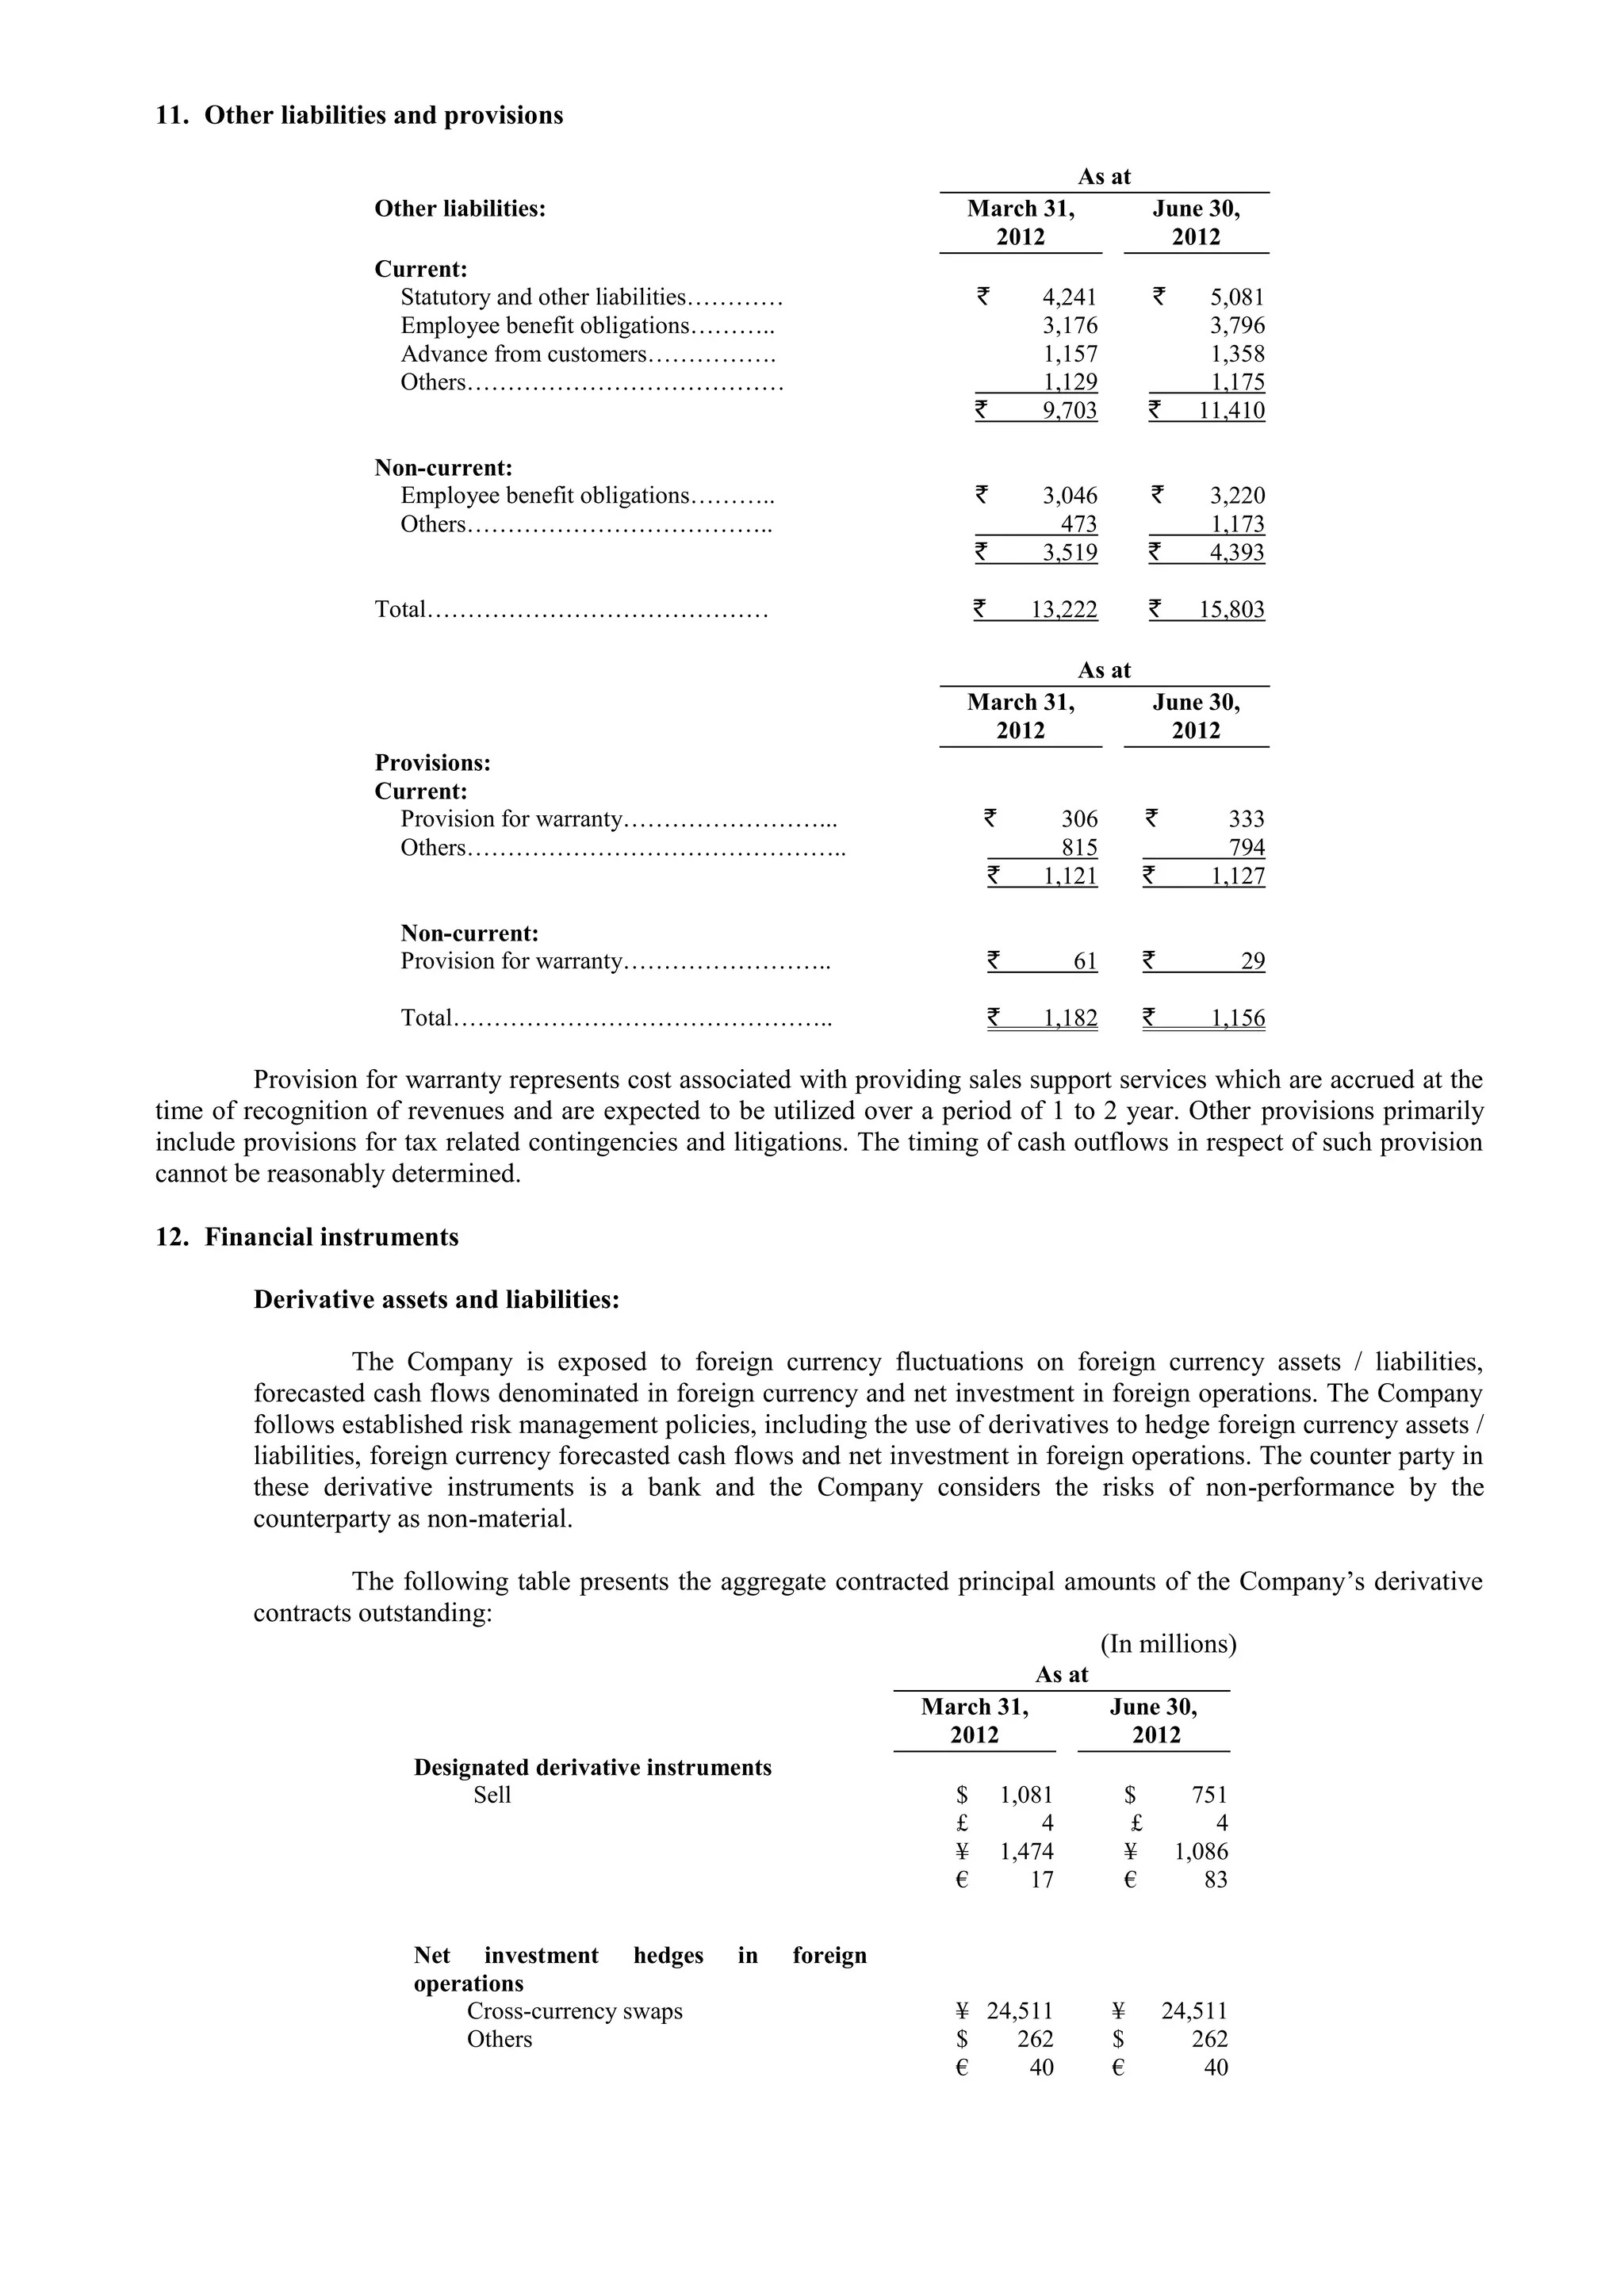 11. Other liabilities and provisions
As at
Other liabilities: March 31, June 30,
2012 2012
Current:
Statutory and other liabilities………… ₹ 4,241 ₹ 5,081
Employee benefit obligations……….. 3,176 3,796
Advance from customers……………. 1,157 1,358
Others………………………………… 1,129 1,175
₹ 9,703 ₹ 11,410
Non-current:
Employee benefit obligations……….. ₹ 3,046 ₹ 3,220
Others……………………………….. 473 1,173
₹ 3,519 ₹ 4,393
Total…………………………………… ₹ 13,222 ₹ 15,803
As at
March 31, June 30,
2012 2012
Provisions:
Current:
Provision for warranty……………………... ₹ 306 ₹ 333
Others……………………………………….. 815 794
₹ 1,121 ₹ 1,127
Non-current:
Provision for warranty…………………….. ₹ 61 ₹ 29
Total……………………………………….. ₹ 1,182 ₹ 1,156
Provision for warranty represents cost associated with providing sales support services which are accrued at the
time of recognition of revenues and are expected to be utilized over a period of 1 to 2 year. Other provisions primarily
include provisions for tax related contingencies and litigations. The timing of cash outflows in respect of such provision
cannot be reasonably determined.
12. Financial instruments
Derivative assets and liabilities:
The Company is exposed to foreign currency fluctuations on foreign currency assets / liabilities,
forecasted cash flows denominated in foreign currency and net investment in foreign operations. The Company
follows established risk management policies, including the use of derivatives to hedge foreign currency assets /
liabilities, foreign currency forecasted cash flows and net investment in foreign operations. The counter party in
these derivative instruments is a bank and the Company considers the risks of non-performance by the
counterparty as non-material.
The following table presents the aggregate contracted principal amounts of the Company’s derivative
contracts outstanding:
(In millions)
As at
March 31, June 30,
2012 2012
Designated derivative instruments
Sell $ 1,081 $ 751
£ 4 £ 4
¥ 1,474 ¥ 1,086
€ 17 € 83
Net investment hedges in foreign
operations
Cross-currency swaps ¥ 24,511 ¥ 24,511
Others $ 262 $ 262
€ 40 € 40